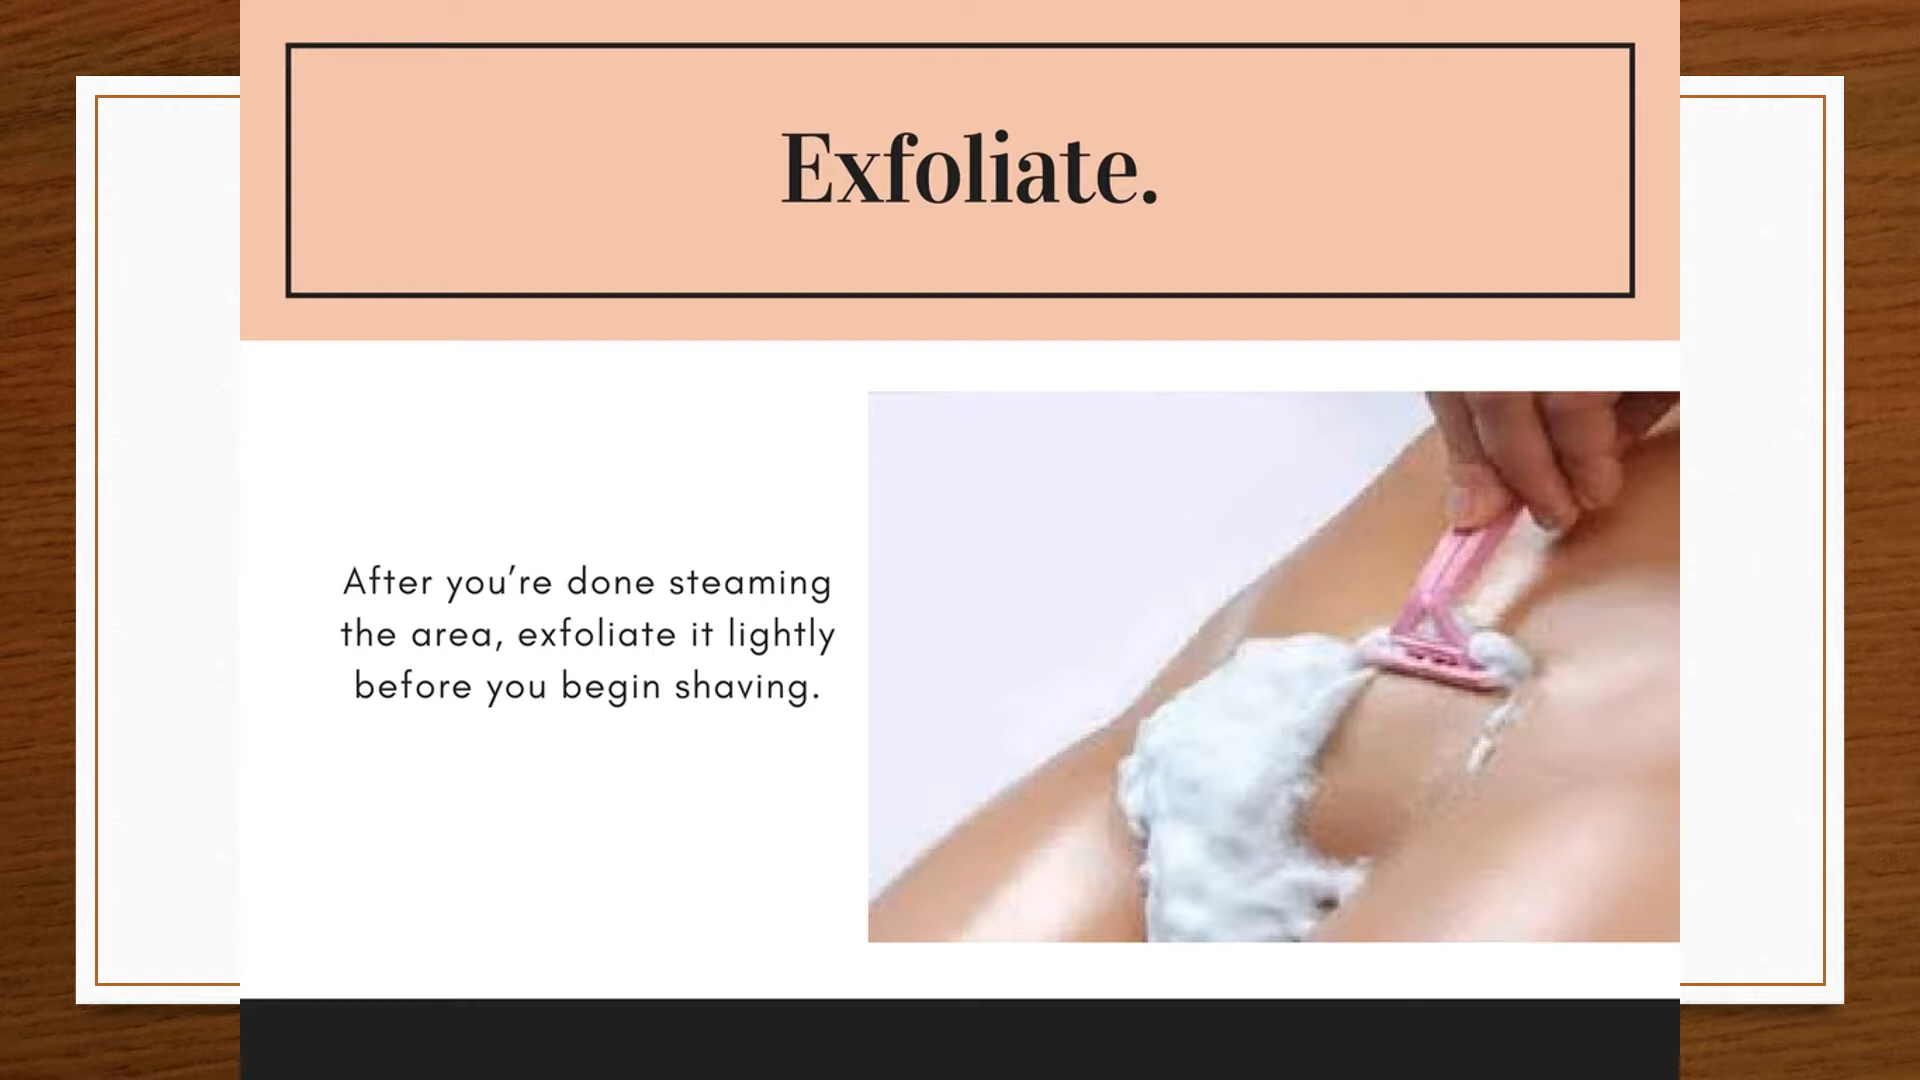 Exfoliate.
After you’re done steaming
the area, exfoliate it lightly
before you begin shaving.